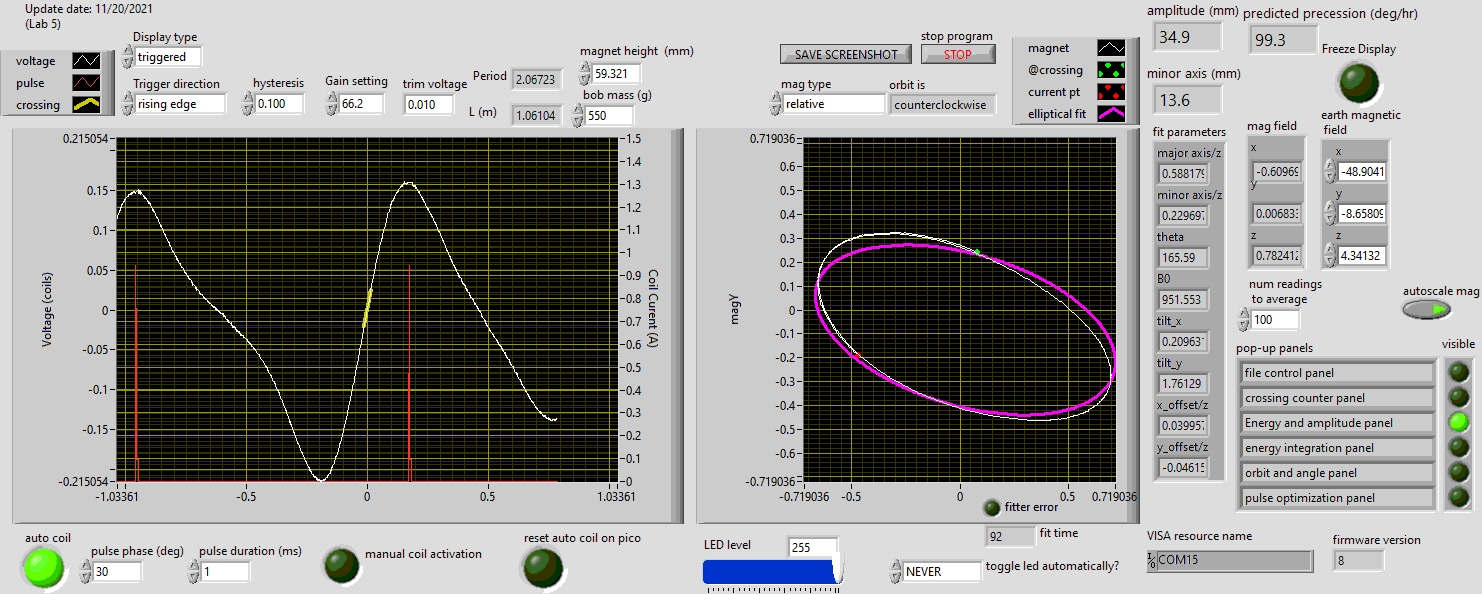 Update date: 11/20/2021
(Lab 5)
voltage
pulse
crossing
Display type
triggered
Trigger direction
rising edge
hysteresis
0.100
Gain setting
66.2
trim voltage
0.010
Period
2.06723
L (m)
1.06104
magnet height (mm)
59.321
bob mass (g)
550
SAVE SCREENSHOT
stop program
STOP
mag type
relative
orbit is
counterclockwise
magnet
@crossing
current pt
elliptical fit
amplitude (mm)
34.9
predicted precession (deg/hr)
99.3
minor axis (mm)
13.6
Freeze Display
Voltage (coils)
0.215054
0.15
0.1
0.05
0
-0.05
-0.1
-0.15
-0.215054
-1.03361
-0.5
0
0.5
1.03361
1.5
1.4
1.3
1.2
1.1
1
0.9
0.8
0.7
0.6
0.5
0.4
0.3
0.2
0.1
0
Coil Curent (A)
magy
0.719036
0.6
0.5
0.4
0.3
0.2
0.1
0
-0.1
-0.2
-0.3
-0.4
-0.5
-0.6
-0.719036
-0.719036
-0.5
0
0.5
0.719036
fitter error
fit parameters
major axis/z
0.588179
minor axis/z
0.229697
theta
165.59
B0
951.553
tilt_x
0.20963
tilt_y
1.76129
x_offset/z
0.03995
y_offset/z
-0.04615
mag field
x
-0.60969
y
0.00683
z
0.782412
earth magnetic
field
x
-48.9041
y
-8.65809
z
4.34132
num readings
to average
100
autoscale mag
pop-up panels
visible
file control panel
crossing counter panel
Energy and amplitude panel
energy integration panel
orbit and angle panel
pulse optimization panel
auto coil
pulse phase (deg)
30
pulse duration (ms)
1
manual coil activation
reset auto coil on pico
LED level
255
92
fit time
NEVER
toggle led automatically?
VISA resource name
COM15
firmware version
8